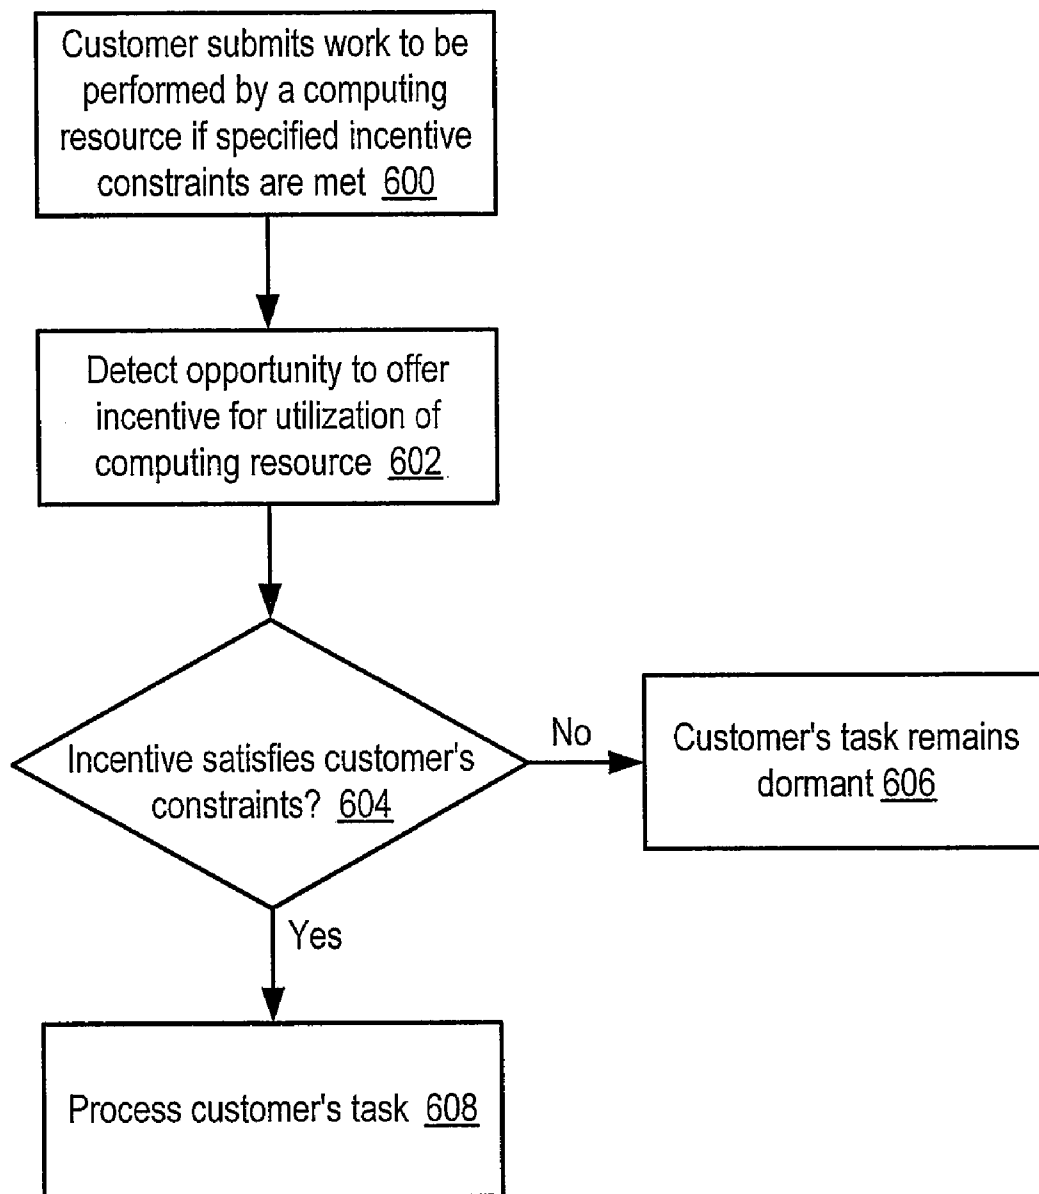 Customer submits work to be
performed by a computing
resource if specified incentive
constraints are met 600
Detect opportunity to offer
incentive for utilization of
computing resource 602
Incentive satisfies customer's
constraints? 604
No
Customer's task remains
dormant 606
Yes
Process customer's task 608